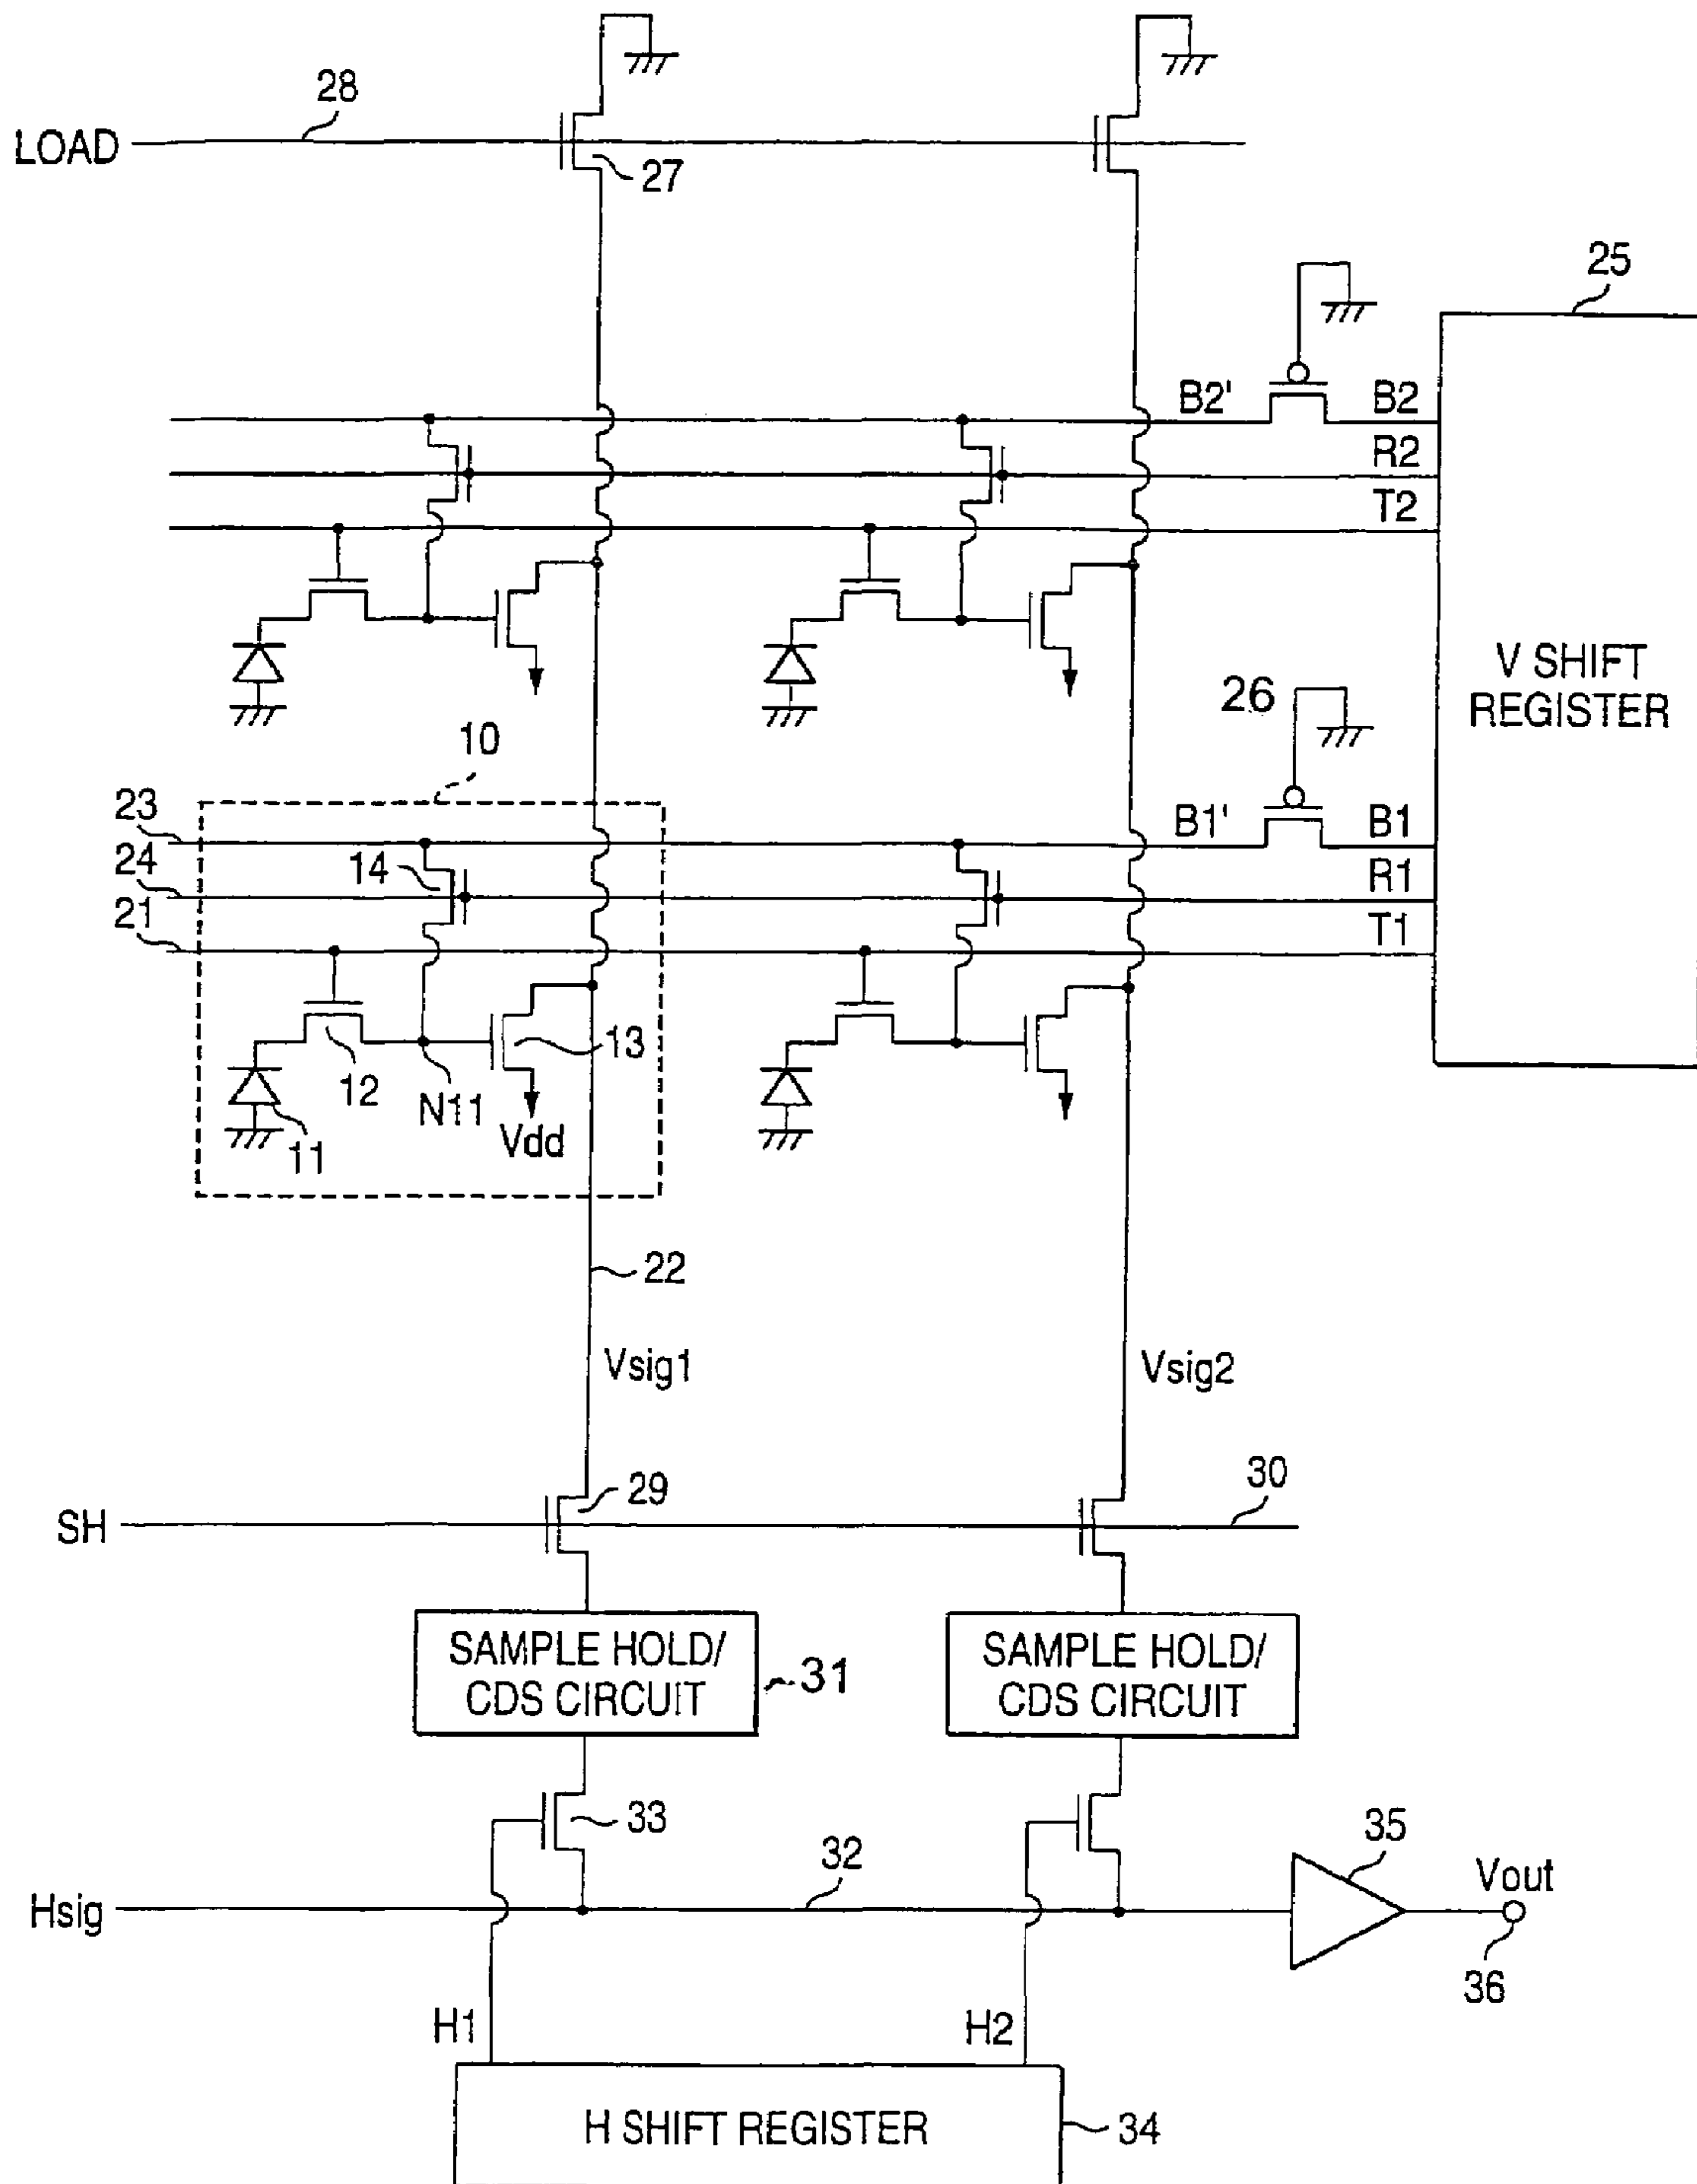 28
LOAD
27
25
B2'
B2
R2
T2
V SHIFT
REGISTER
26
10
23
B1'
B1
14
24
R1
21
T1
13
12
N11
11
Vdd
22
Vsig1
Vsig2
29
30
SH
SAMPLE HOLD/
CDS CIRCUIT
31
SAMPLE HOLD/
CDS CIRCUIT
33
35
32
Vout
Hsig
36
H1
H2
H SHIFT REGISTER
34